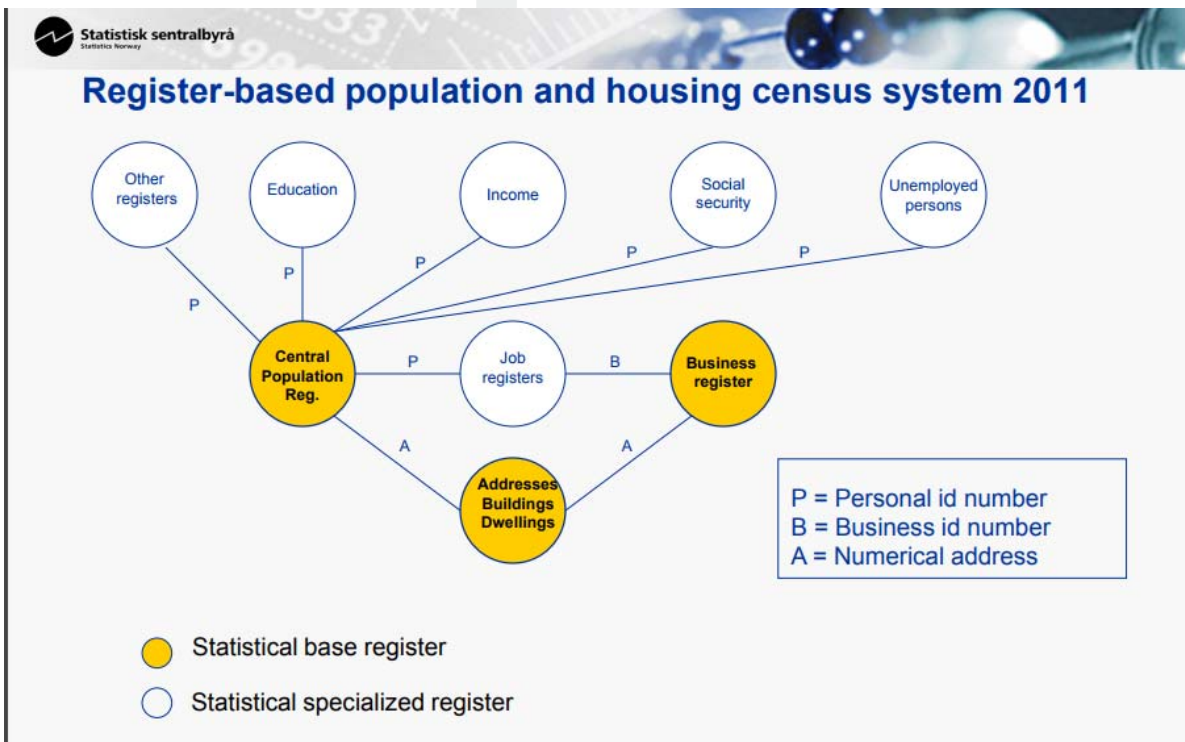 Statistisk sentralbyrå
Statistics Norway
Register-based population and housing census system 2011
Other
registers
Education
Income
Social
security
Unemployed
persons
P
P
P
P
P
Central
Population
Reg.
P
Job
registers
B
Business
register
A
A
Addresses
Buildings
Dwellings
P = Personal id number
B = Business id number
A = Numerical address
Statistical base register
Statistical specialized register